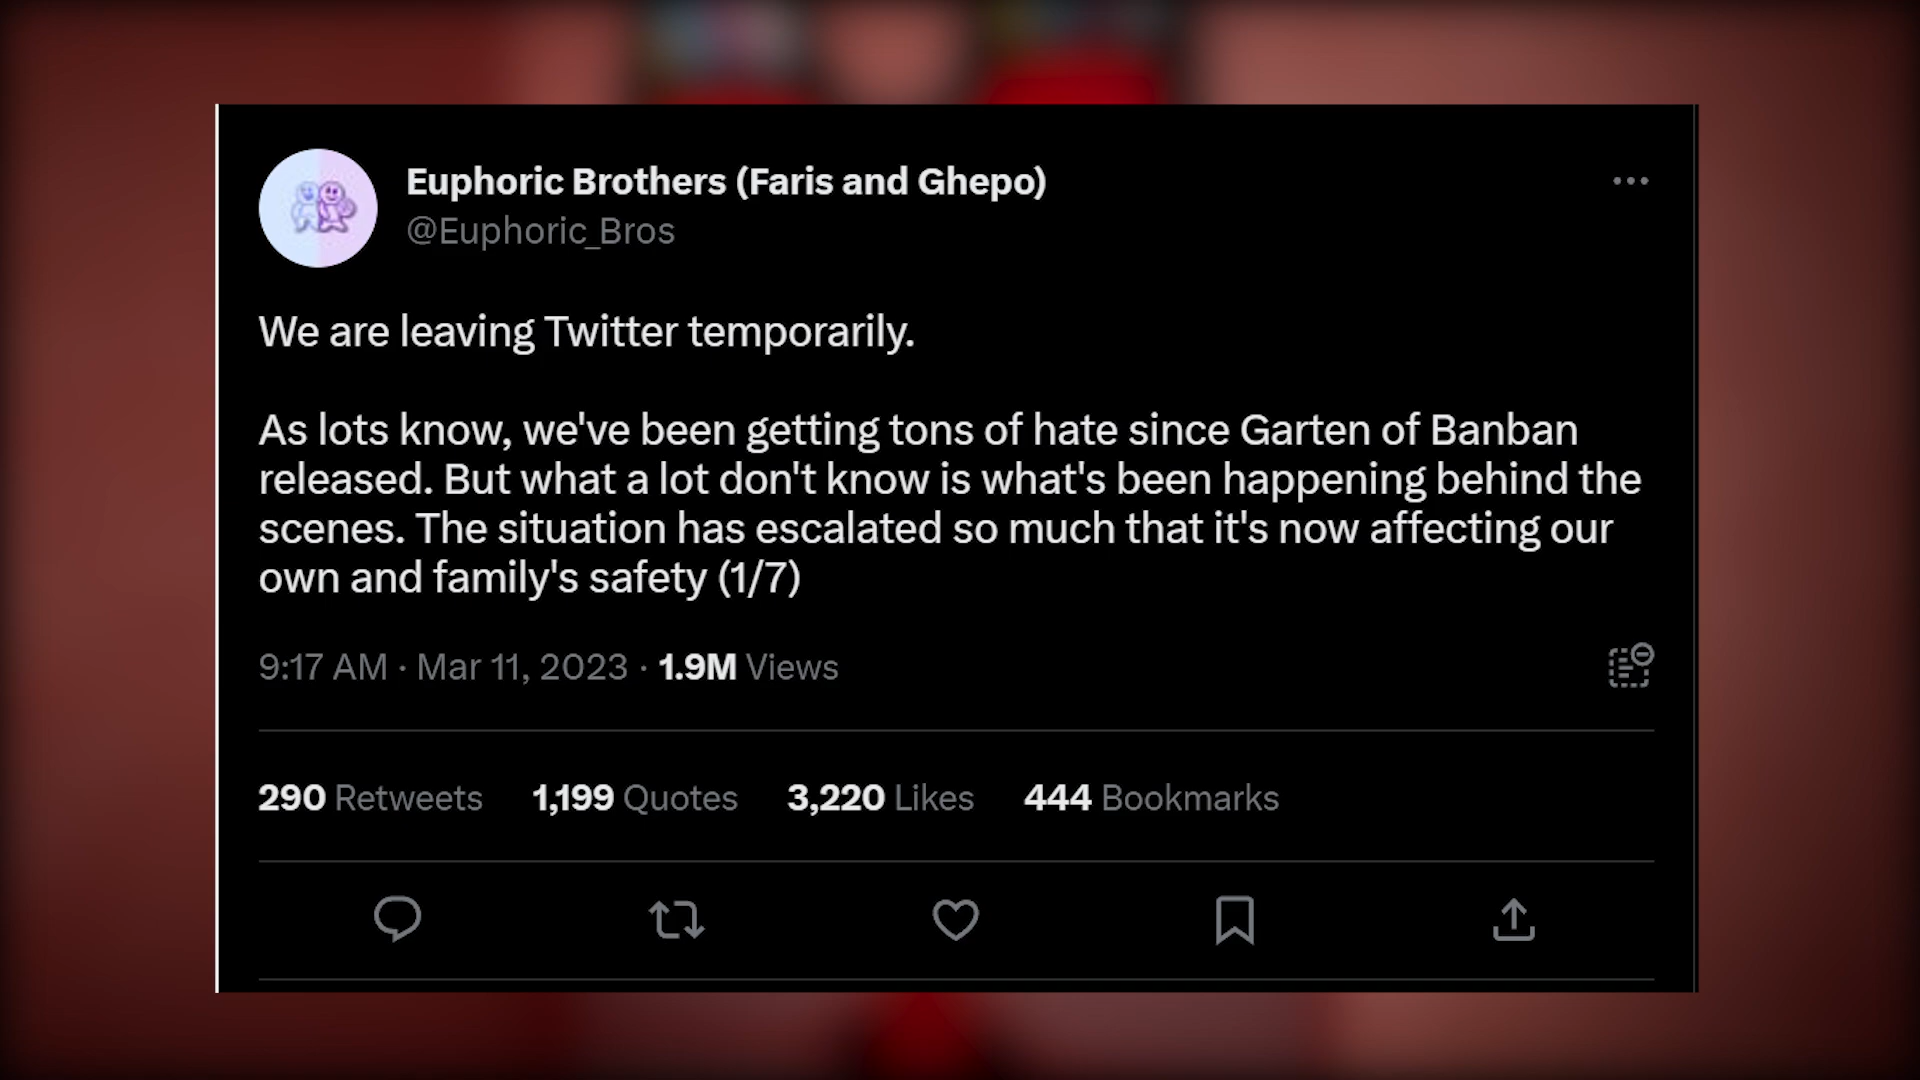 Euphoric Brothers (Faris and Ghepo)
@Euphoric_Bros
We are leaving Twitter temporarily.
As lots know, we've been getting tons of hate since Garten of Banban
released. But what a lot don't know is what's been happening behind the
scenes. The situation has escalated so much that it's now affecting our
own and family's safety (1/7)
9:17 AM · Mar 11, 2023 · 1.9M Views
290 Retweets 1,199 Quotes 3,220 Likes 444 Bookmarks